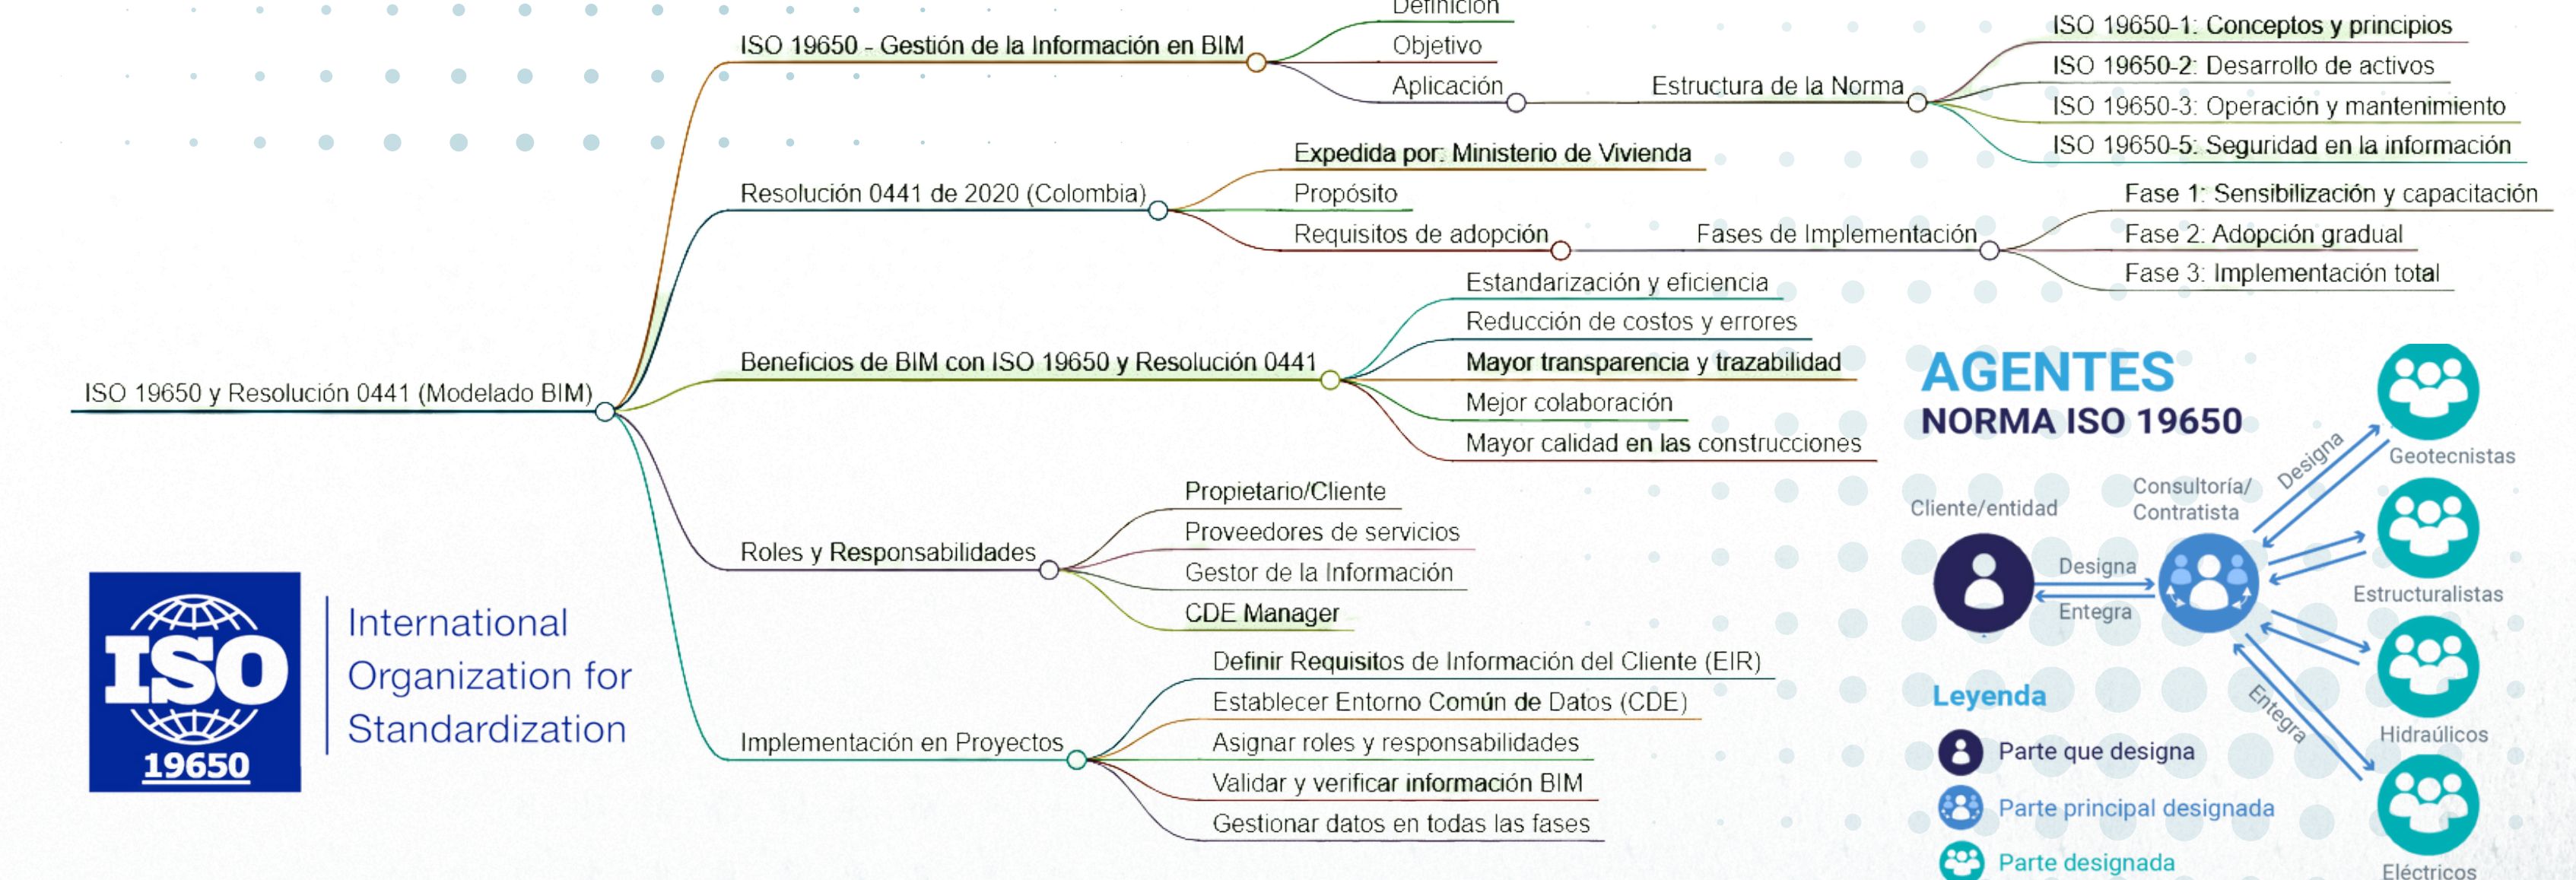 Definición
ISO 19650 - Gestión de la Información en BIM
Objetivo
Aplicación
Estructura de la Norma
ISO 19650-1: Conceptos y principios
ISO 19650-2: Desarrollo de activos
ISO 19650-3: Operación y mantenimiento
ISO 19650-5: Seguridad en la información
Resolución 0441 de 2020 (Colombia)
Expedida por: Ministerio de Vivienda
Propósito
Requisitos de adopción
Fases de Implementación
Fase 1: Sensibilización y capacitación
Fase 2: Adopción gradual
Fase 3: Implementación total
ISO 19650 y Resolución 0441 (Modelado BIM)
Beneficios de BIM con ISO 19650 y Resolución 0441
Estandarización y eficiencia
Reducción de costos y errores
Mayor transparencia y trazabilidad
Mejor colaboración
Mayor calidad en las construcciones
Roles y Responsabilidades
Propietario/Cliente
Proveedores de servicios
Gestor de la Información
CDE Manager
Implementación en Proyectos
Definir Requisitos de Información del Cliente (EIR)
Establecer Entorno Común de Datos (CDE)
Asignar roles y responsabilidades
Validar y verificar información BIM
Gestionar datos en todas las fases
ISO
19650
International
Organization for
Standardization
AGENTES
NORMA ISO 19650
Cliente/entidad
Consultoría/
Contratista
Designa
Entegra
Designa
Entegra
Geotecnistas
Estructuralistas
Hidraúlicos
Eléctricos
Leyenda
Parte que designa
Parte principal designada
Parte designada